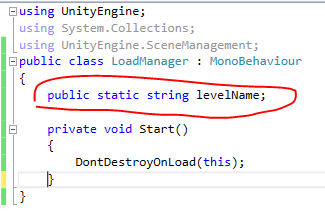 using UnityEngine;
using System.Collections;
using UnityEngine.SceneManagement;
public class LoadManager : MonoBehaviour
{
public static string levelName;
private void Start()
{
DontDestroyOnLoad(this);
}
}